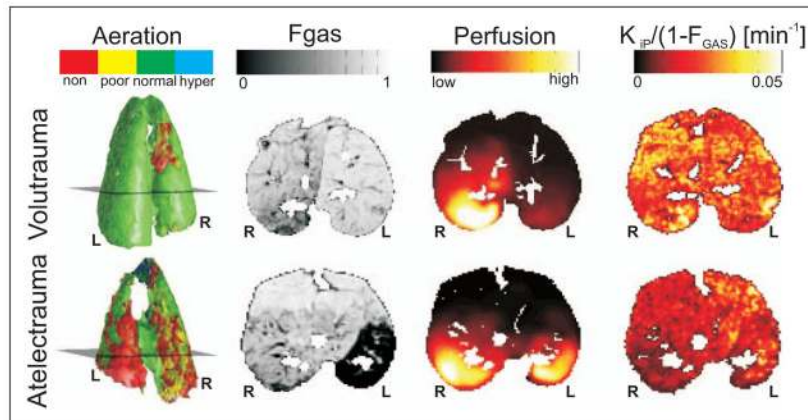 Aeration Fgas Perfusion K iP/(1-F GAS) [min-1]
non poor normal hyper 0 1 low high 0 0.05
Volutrauma
L R R L R L R L
Atelectrauma
L R R L R L R L